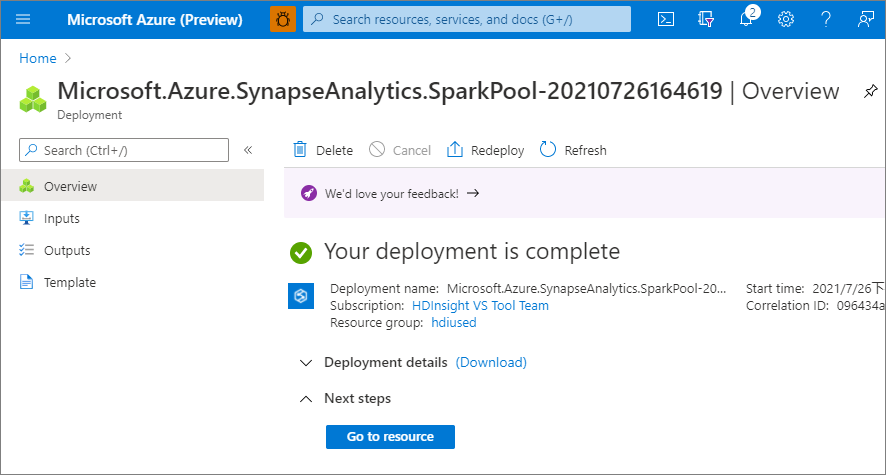 Microsoft Azure (Preview)
Search resources, services, and docs (G+/)
2
Home
Microsoft.Azure.SynapseAnalytics.SparkPool-20210726164619 | Overview
Deployment
Search (Ctrl+/)
Delete
Cancel
Redeploy
Refresh
Overview
Inputs
Outputs
Template
We'd love your feedback!
Your deployment is complete
Deployment name: Microsoft.Azure.SynapseAnalytics.SparkPool-20...
Subscription: HDInsight VS Tool Team
Resource group: hdiused
Start time: 2021/7/26下
Correlation ID: 096434a
Deployment details (Download)
Next steps
Go to resource